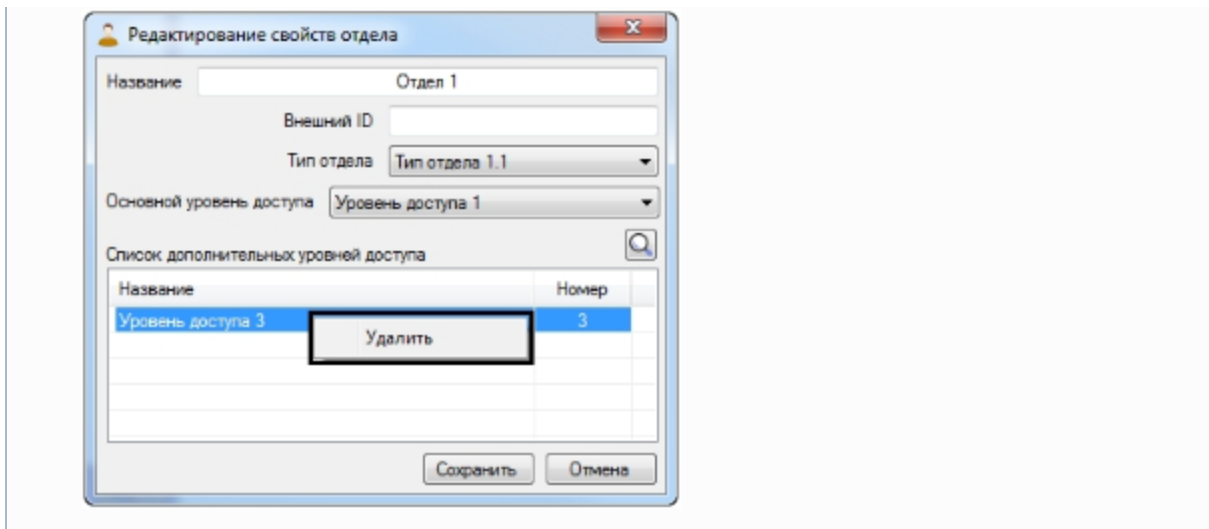 Редактирование свойств отдела
Название Отдел 1
Внешний ID
Тип отдела Тип отдела 1.1
Основной уровень доступа Уровень доступа 1
Список дополнительных уровней доступа
Название Номер
Уровень доступа 3 3
Удалить
Сохранить Отмена